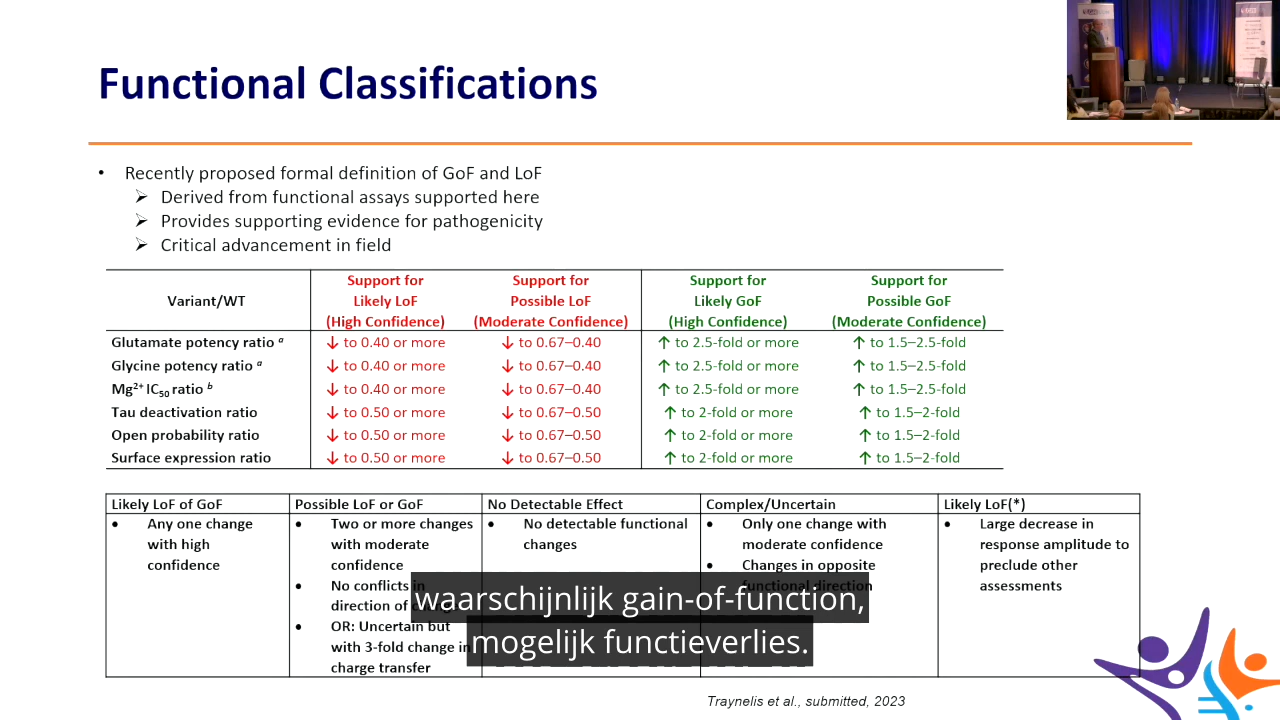 Functional Classifications
• Recently proposed formal definition of GoF and LoF
➢ Derived from functional assays supported here
➢ Provides supporting evidence for pathogenicity
➢ Critical advancement in field
Variant/WT
Support for
Likely LoF
(High Confidence)
Support for
Possible LoF
(Moderate Confidence)
Support for
Likely GoF
(High Confidence)
Support for
Possible GoF
(Moderate Confidence)
Glutamate potency ratio ᵃ ↓ to 0.40 or more ↓ to 0.67–0.40 ↑ to 2.5-fold or more ↑ to 1.5–2.5-fold
Glycine potency ratio ᵃ ↓ to 0.40 or more ↓ to 0.67–0.40 ↑ to 2.5-fold or more ↑ to 1.5–2.5-fold
Mg²⁺ IC₅₀ ratio ᵇ ↓ to 0.40 or more ↓ to 0.67–0.40 ↑ to 2.5-fold or more ↑ to 1.5–2.5-fold
Tau deactivation ratio ↓ to 0.50 or more ↓ to 0.67–0.50 ↑ to 2-fold or more ↑ to 1.5–2-fold
Open probability ratio ↓ to 0.50 or more ↓ to 0.67–0.50 ↑ to 2-fold or more ↑ to 1.5–2-fold
Surface expression ratio ↓ to 0.50 or more ↓ to 0.67–0.50 ↑ to 2-fold or more ↑ to 1.5–2-fold
Likely LoF of GoF
• Any one change
with high
confidence
Possible LoF or GoF
• Two or more changes
with moderate
confidence
• No conflicts in
direction of
• OR: Uncertain but
with 3-fold change in
charge transfer
No Detectable Effect
• No detectable functional
changes
Complex/Uncertain
• Only one change with
moderate confidence
• Changes in opposite
functional direction
Likely LoF(*)
• Large decrease in
response amplitude to
preclude other
assessments
waarschijnlijk gain-of-function,
mogelijk functieverlies.
Traynelis et al., submitted, 2023